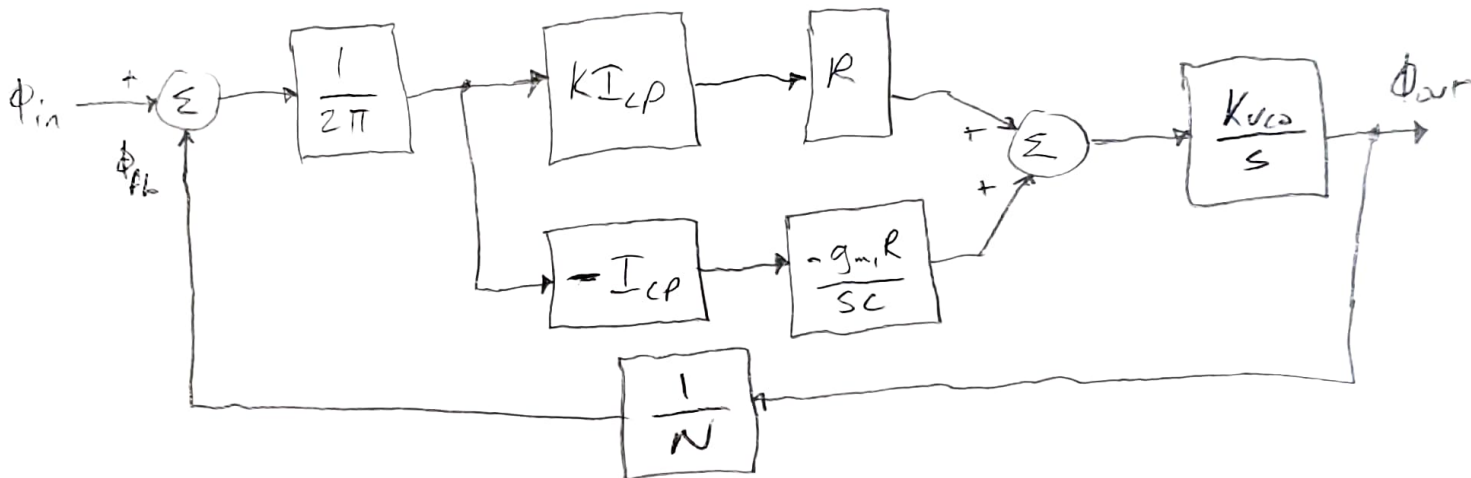 ϕin
+
Σ
ϕfb
1
2π
KICP
R
-ICP
-gm1R
SC
+
+
Σ
KVCO
S
ϕout
1
N